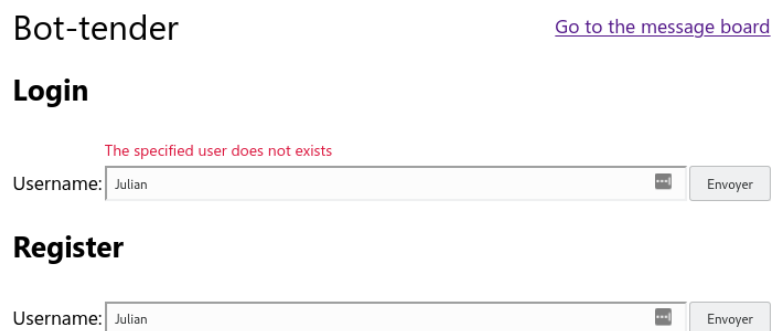 Bot-tender
Go to the message board
Login
The specified user does not exists
Username: Julian Envoyer
Register
Username: Julian Envoyer